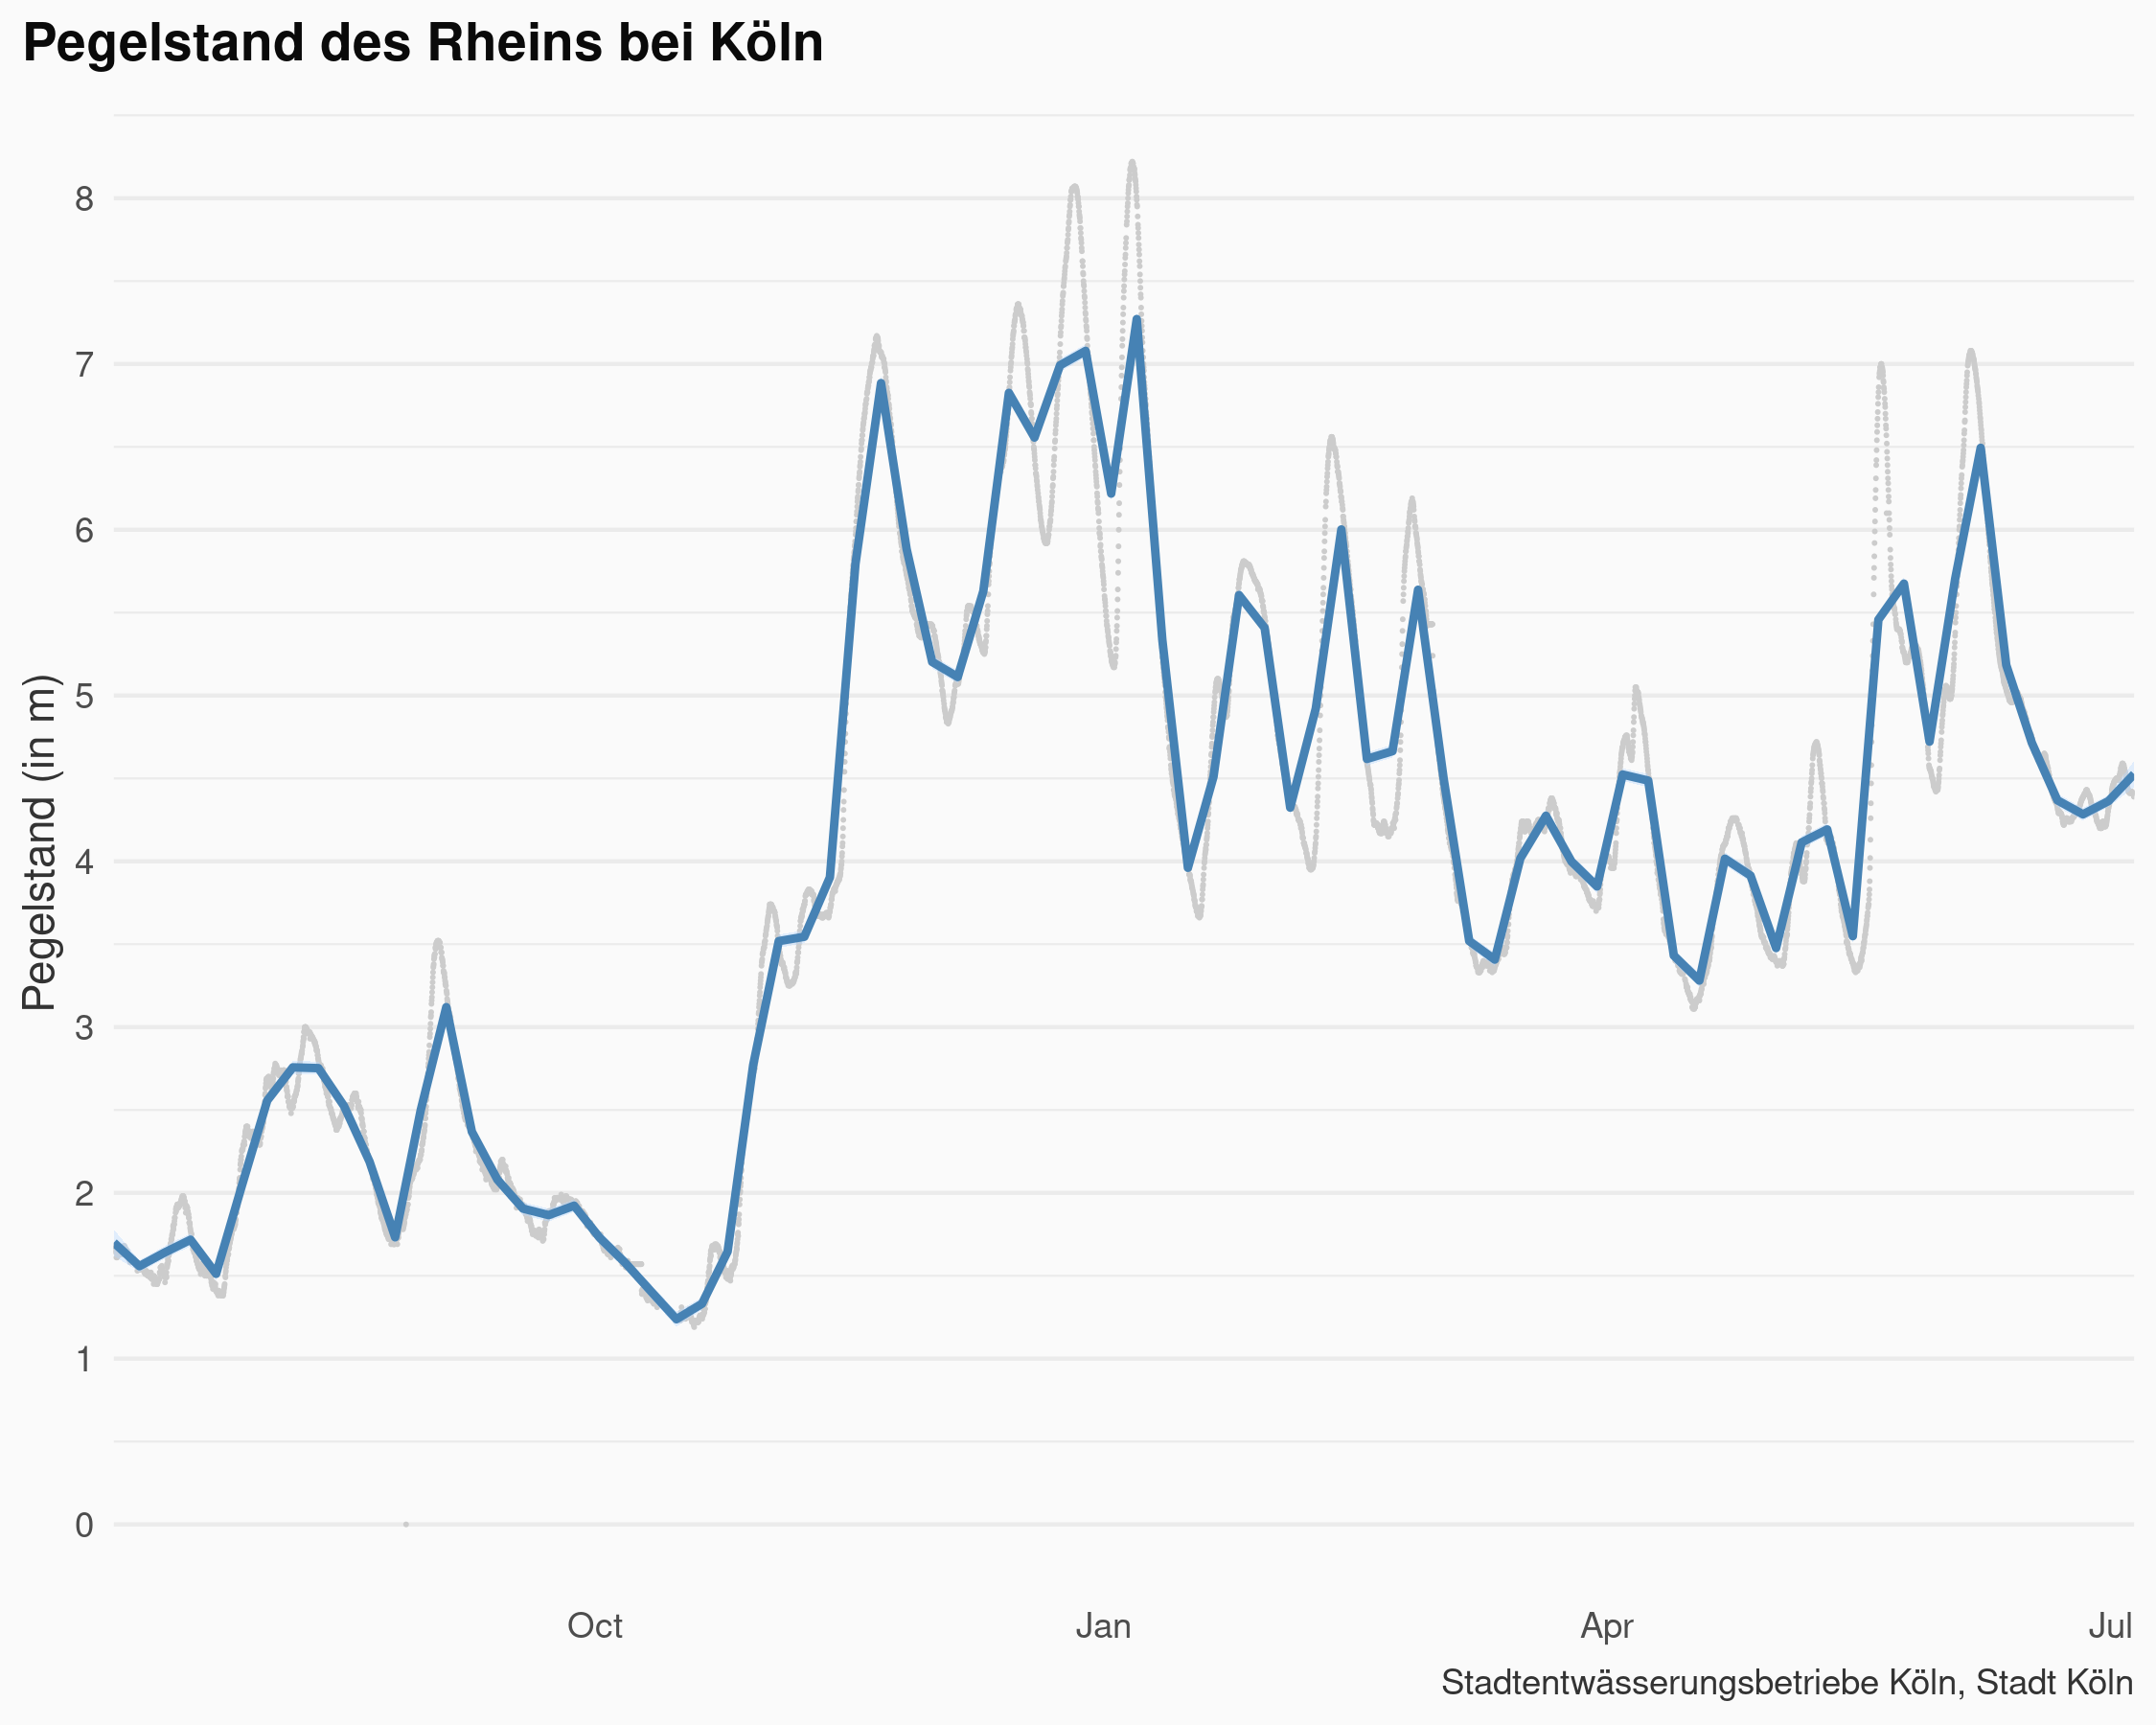 Pegelstand des Rheins bei Köln
Pegelstand (in m)
8
7
6
5
4
3
2
1
0
Oct Jan Apr Jul
Stadtentwässerungsbetriebe Köln, Stadt Köln